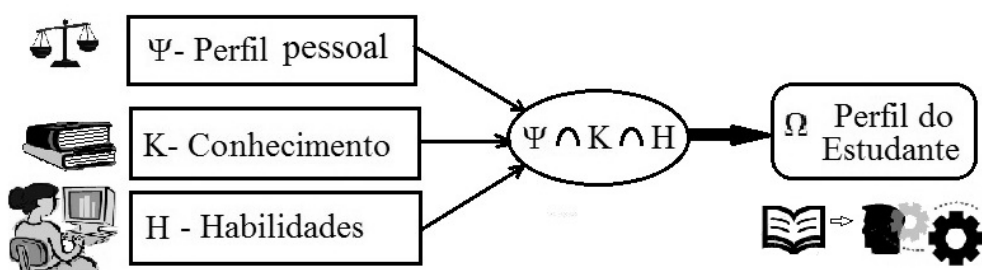 Ψ- Perfil pessoal
K- Conhecimento
H - Habilidades
Ψ ∩ K ∩ H
Ω Perfil do
Estudante